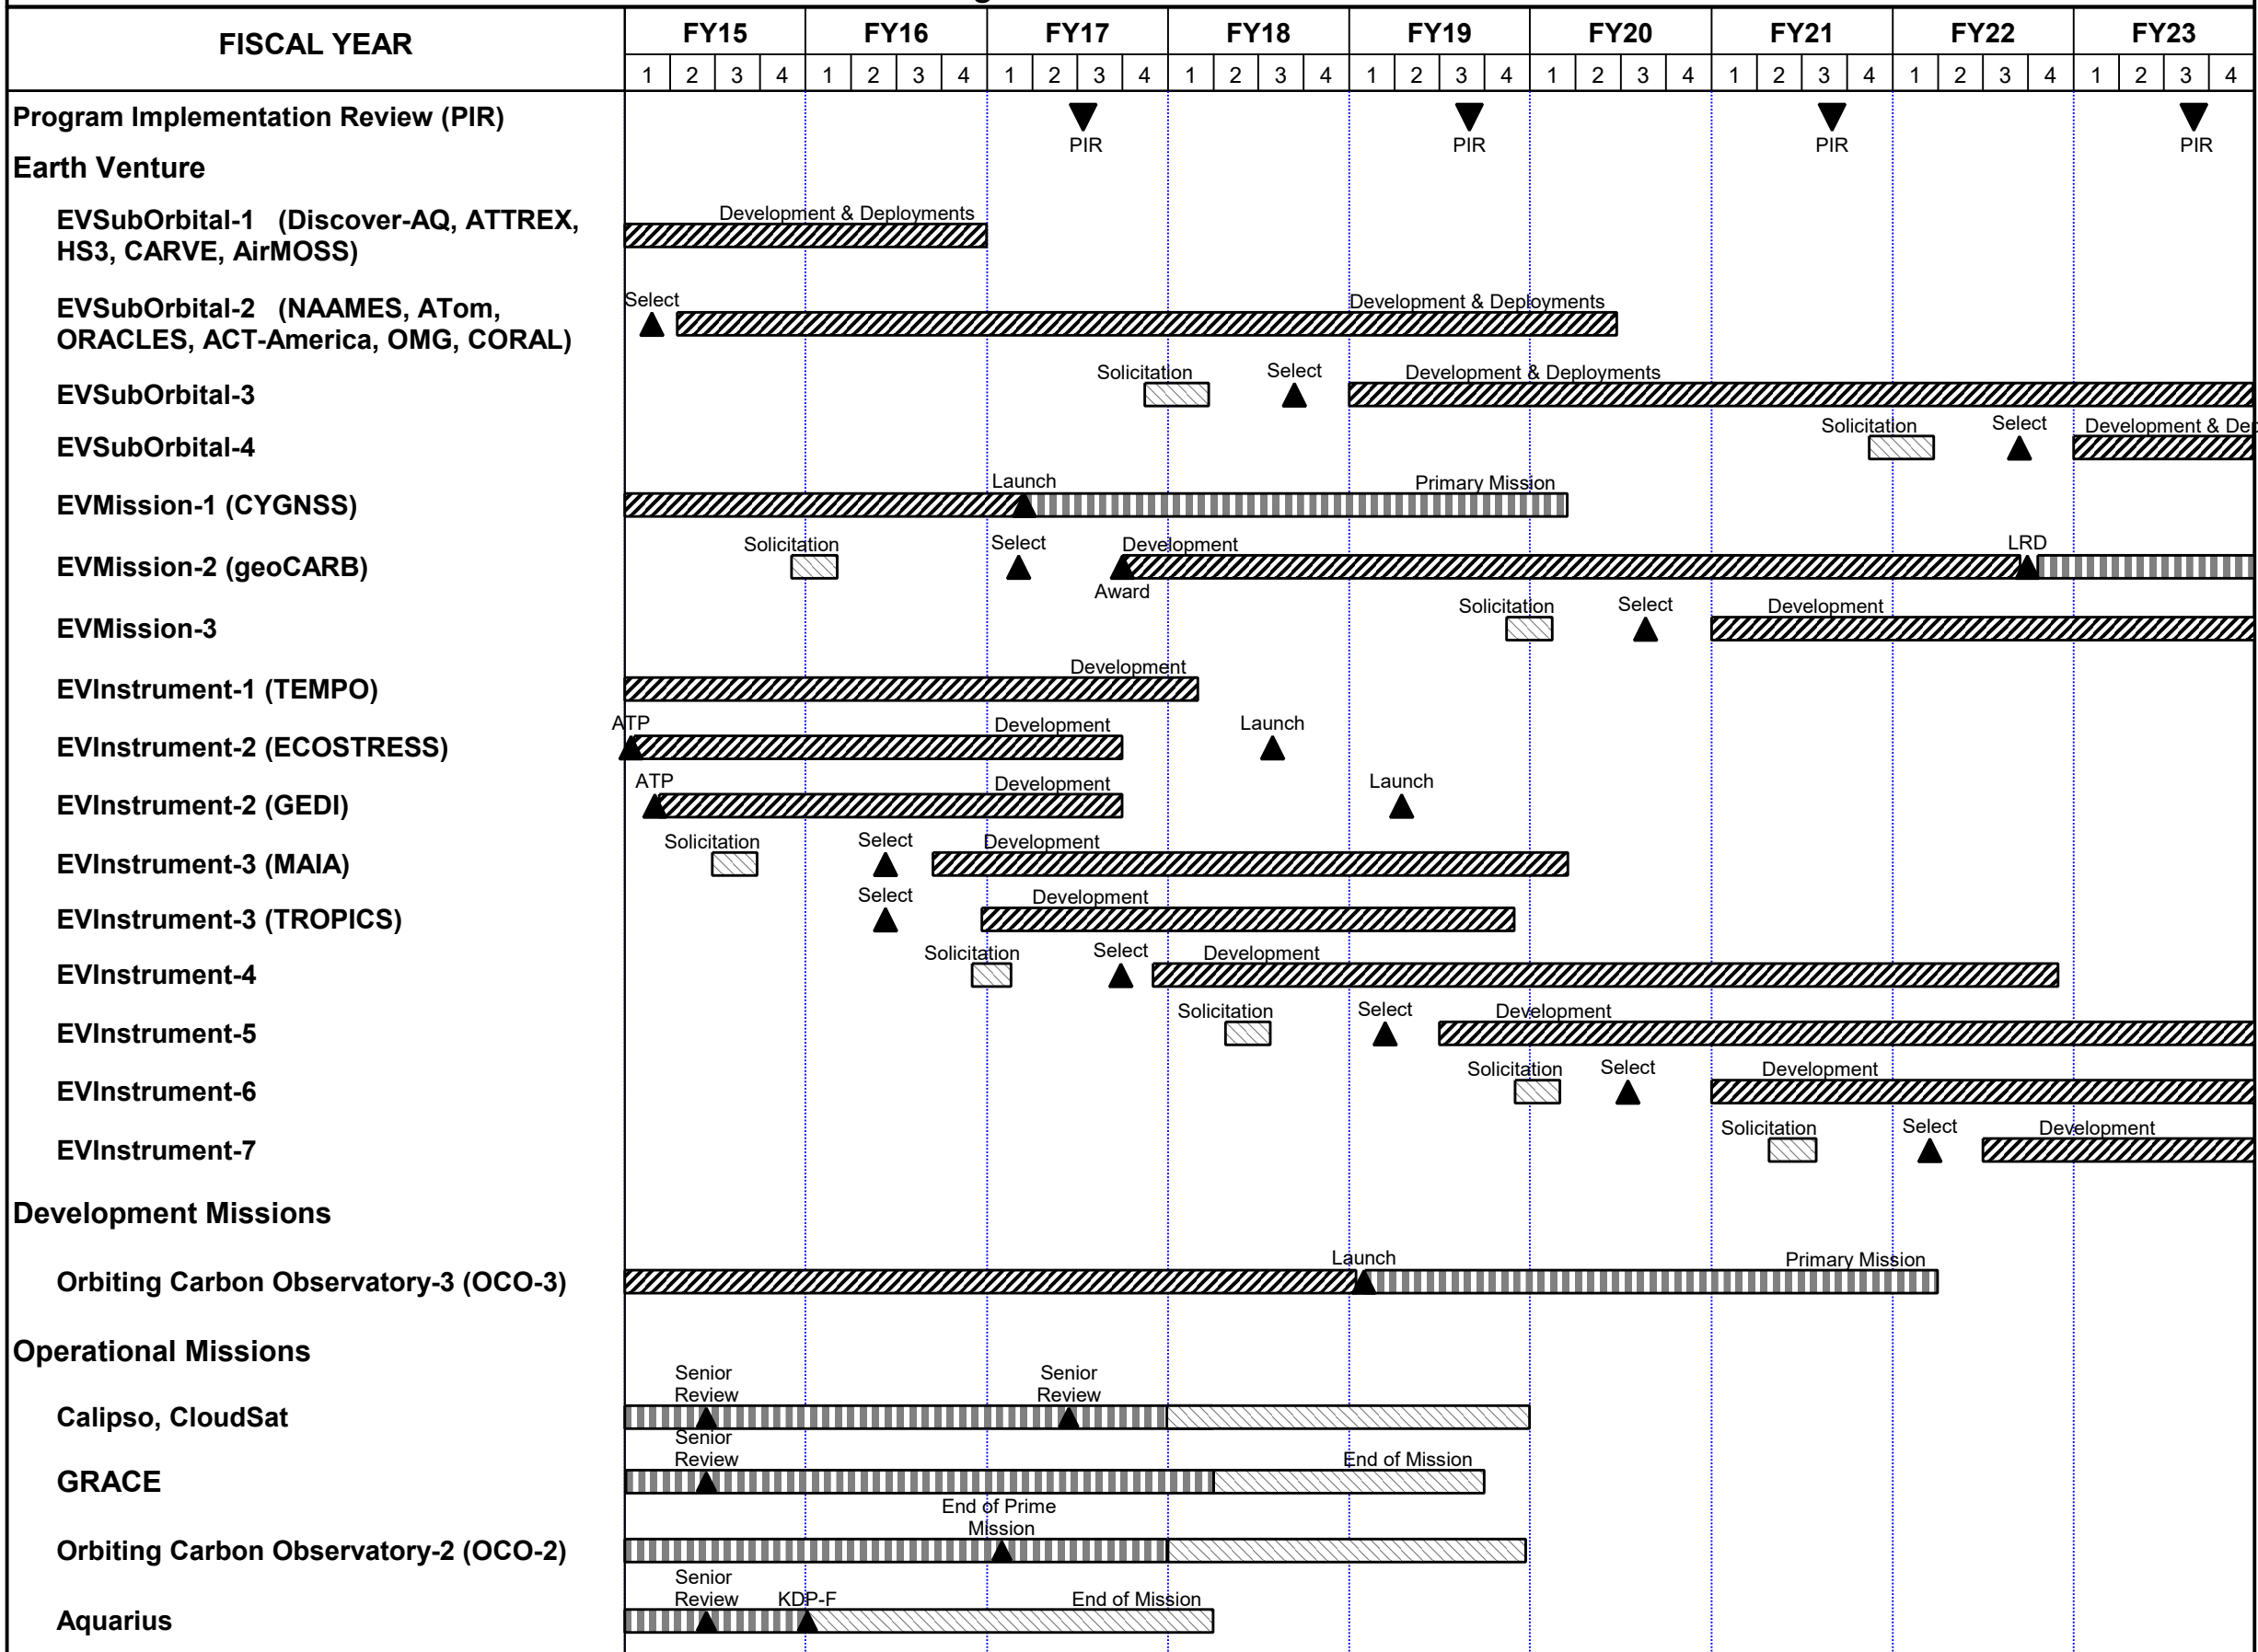 FISCAL YEAR FY15 FY16 FY17 FY18 FY19 FY20 FY21 FY22 FY23
1 2 3 4 1 2 3 4 1 2 3 4 1 2 3 4 1 2 3 4 1 2 3 4 1 2 3 4 1 2 3 4 1 2 3 4
Program Implementation Review (PIR)
PIR PIR PIR PIR
Earth Venture
EVSubOrbital-1 (Discover-AQ, ATTREX,
HS3, CARVE, AirMOSS)
Development & Deployments
EVSubOrbital-2 (NAAMES, ATom,
ORACLES, ACT-America, OMG, CORAL)
Select Development & Deployments
EVSubOrbital-3
Solicitation Select Development & Deployments
EVSubOrbital-4
Solicitation Select Development & Dep
EVMission-1 (CYGNSS)
Launch Primary Mission
EVMission-2 (geoCARB)
Solicitation Select Development LRD
Award
EVMission-3
Solicitation Select Development
EVInstrument-1 (TEMPO)
Development
EVInstrument-2 (ECOSTRESS)
ATP Development Launch
EVInstrument-2 (GEDI)
ATP Development Launch
EVInstrument-3 (MAIA)
Solicitation Select Development
EVInstrument-3 (TROPICS)
Select Development
EVInstrument-4
Solicitation Select Development
EVInstrument-5
Solicitation Select Development
EVInstrument-6
Solicitation Select Development
EVInstrument-7
Solicitation Select Development
Development Missions
Orbiting Carbon Observatory-3 (OCO-3)
Launch Primary Mission
Operational Missions
Calipso, CloudSat
Senior Senior
Review Review
GRACE
Senior
Review End of Mission
Orbiting Carbon Observatory-2 (OCO-2)
End of Prime
Mission
Aquarius
Senior
Review KDP-F End of Mission